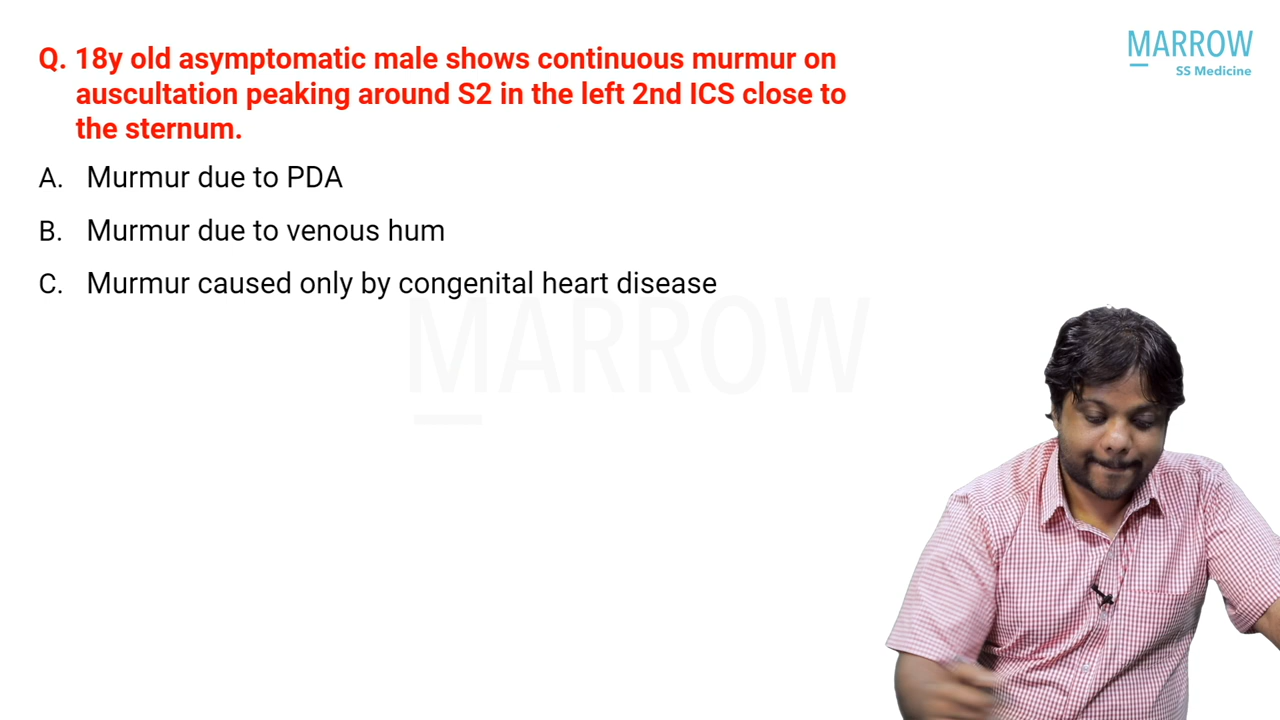 MARROW
SS Medicine
Q. 18y old asymptomatic male shows continuous murmur on
auscultation peaking around S2 in the left 2nd ICS close to
the sternum.
A. Murmur due to PDA
B. Murmur due to venous hum
C. Murmur caused only by congenital heart disease
MARROW